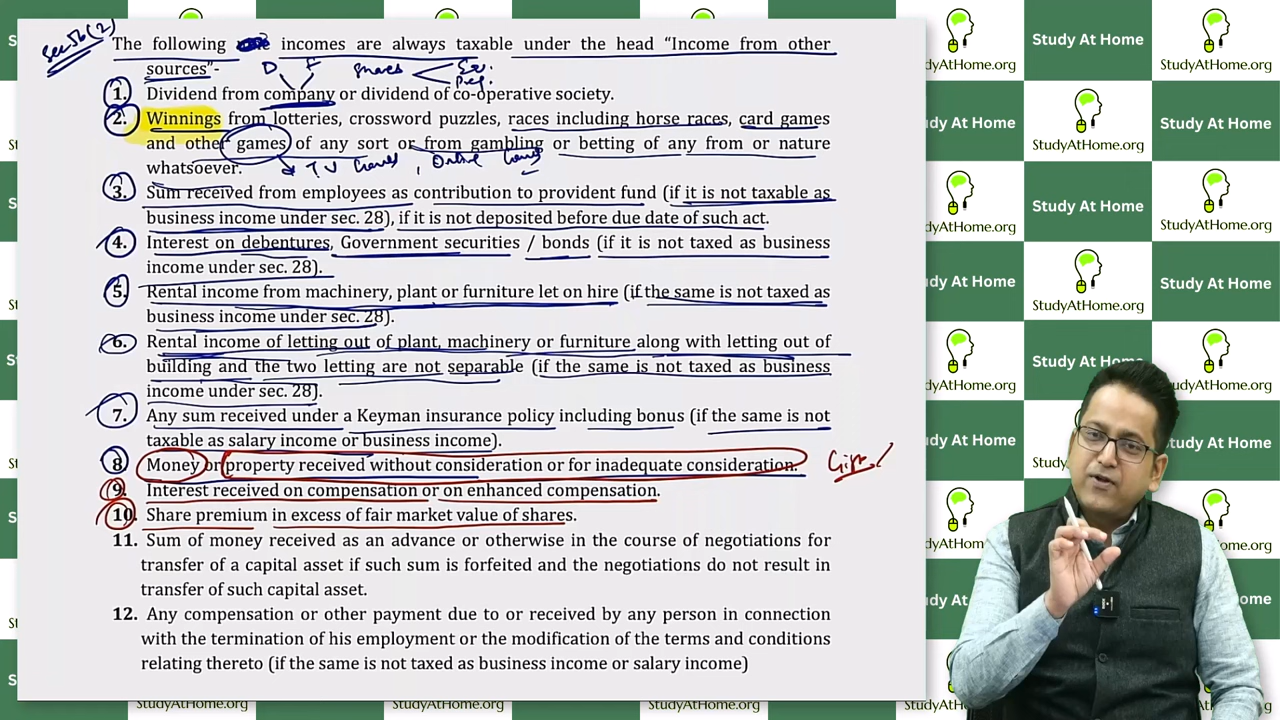 Sec 56(2)
The following incomes are always taxable under the head “Income from other
sources”-
D F shares Eq. Pref.
1. Dividend from company or dividend of co-operative society.
2. Winnings from lotteries, crossword puzzles, races including horse races, card games
and other games of any sort or from gambling or betting of any from or nature
whatsoever.
TV Games, Online Games
3. Sum received from employees as contribution to provident fund (if it is not taxable as
business income under sec. 28), if it is not deposited before due date of such act.
4. Interest on debentures, Government securities / bonds (if it is not taxed as business
income under sec. 28).
5. Rental income from machinery, plant or furniture let on hire (if the same is not taxed as
business income under sec. 28).
6. Rental income of letting out of plant, machinery or furniture along with letting out of
building and the two letting are not separable (if the same is not taxed as business
income under sec. 28).
7. Any sum received under a Keyman insurance policy including bonus (if the same is not
taxable as salary income or business income).
8 Money or property received without consideration or for inadequate consideration. Gift
9. Interest received on compensation or on enhanced compensation.
10. Share premium in excess of fair market value of shares.
11. Sum of money received as an advance or otherwise in the course of negotiations for
transfer of a capital asset if such sum is forfeited and the negotiations do not result in
transfer of such capital asset.
12. Any compensation or other payment due to or received by any person in connection
with the termination of his employment or the modification of the terms and conditions
relating thereto (if the same is not taxed as business income or salary income)
Study At Home
StudyAtHome.org